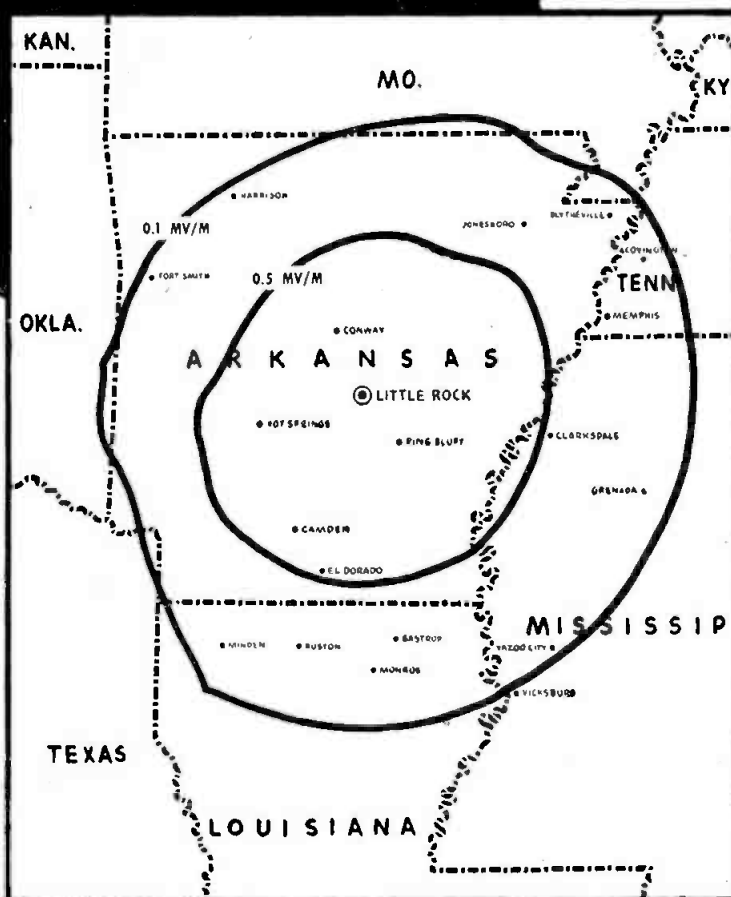 KAN.
MO.
KY
HARRISON
BLYTHEVILLE
JONESBORO
0.1 MV/M
COVINGTON
FORT SMITH
0.5 MV/M
TENN
MEMPHIS
OKLA.
CONWAY
ARKANSAS
LITTLE ROCK
HOT SPRINGS
CLARKSDALE
PINE BLUFF
GRENADA
CAMDEN
EL DORADO
MISSISSIP
BASTROP
MINDEN
RUSTON
YAZOO CITY
MONROE
VICKSBURG
TEXAS
LOUISIANA